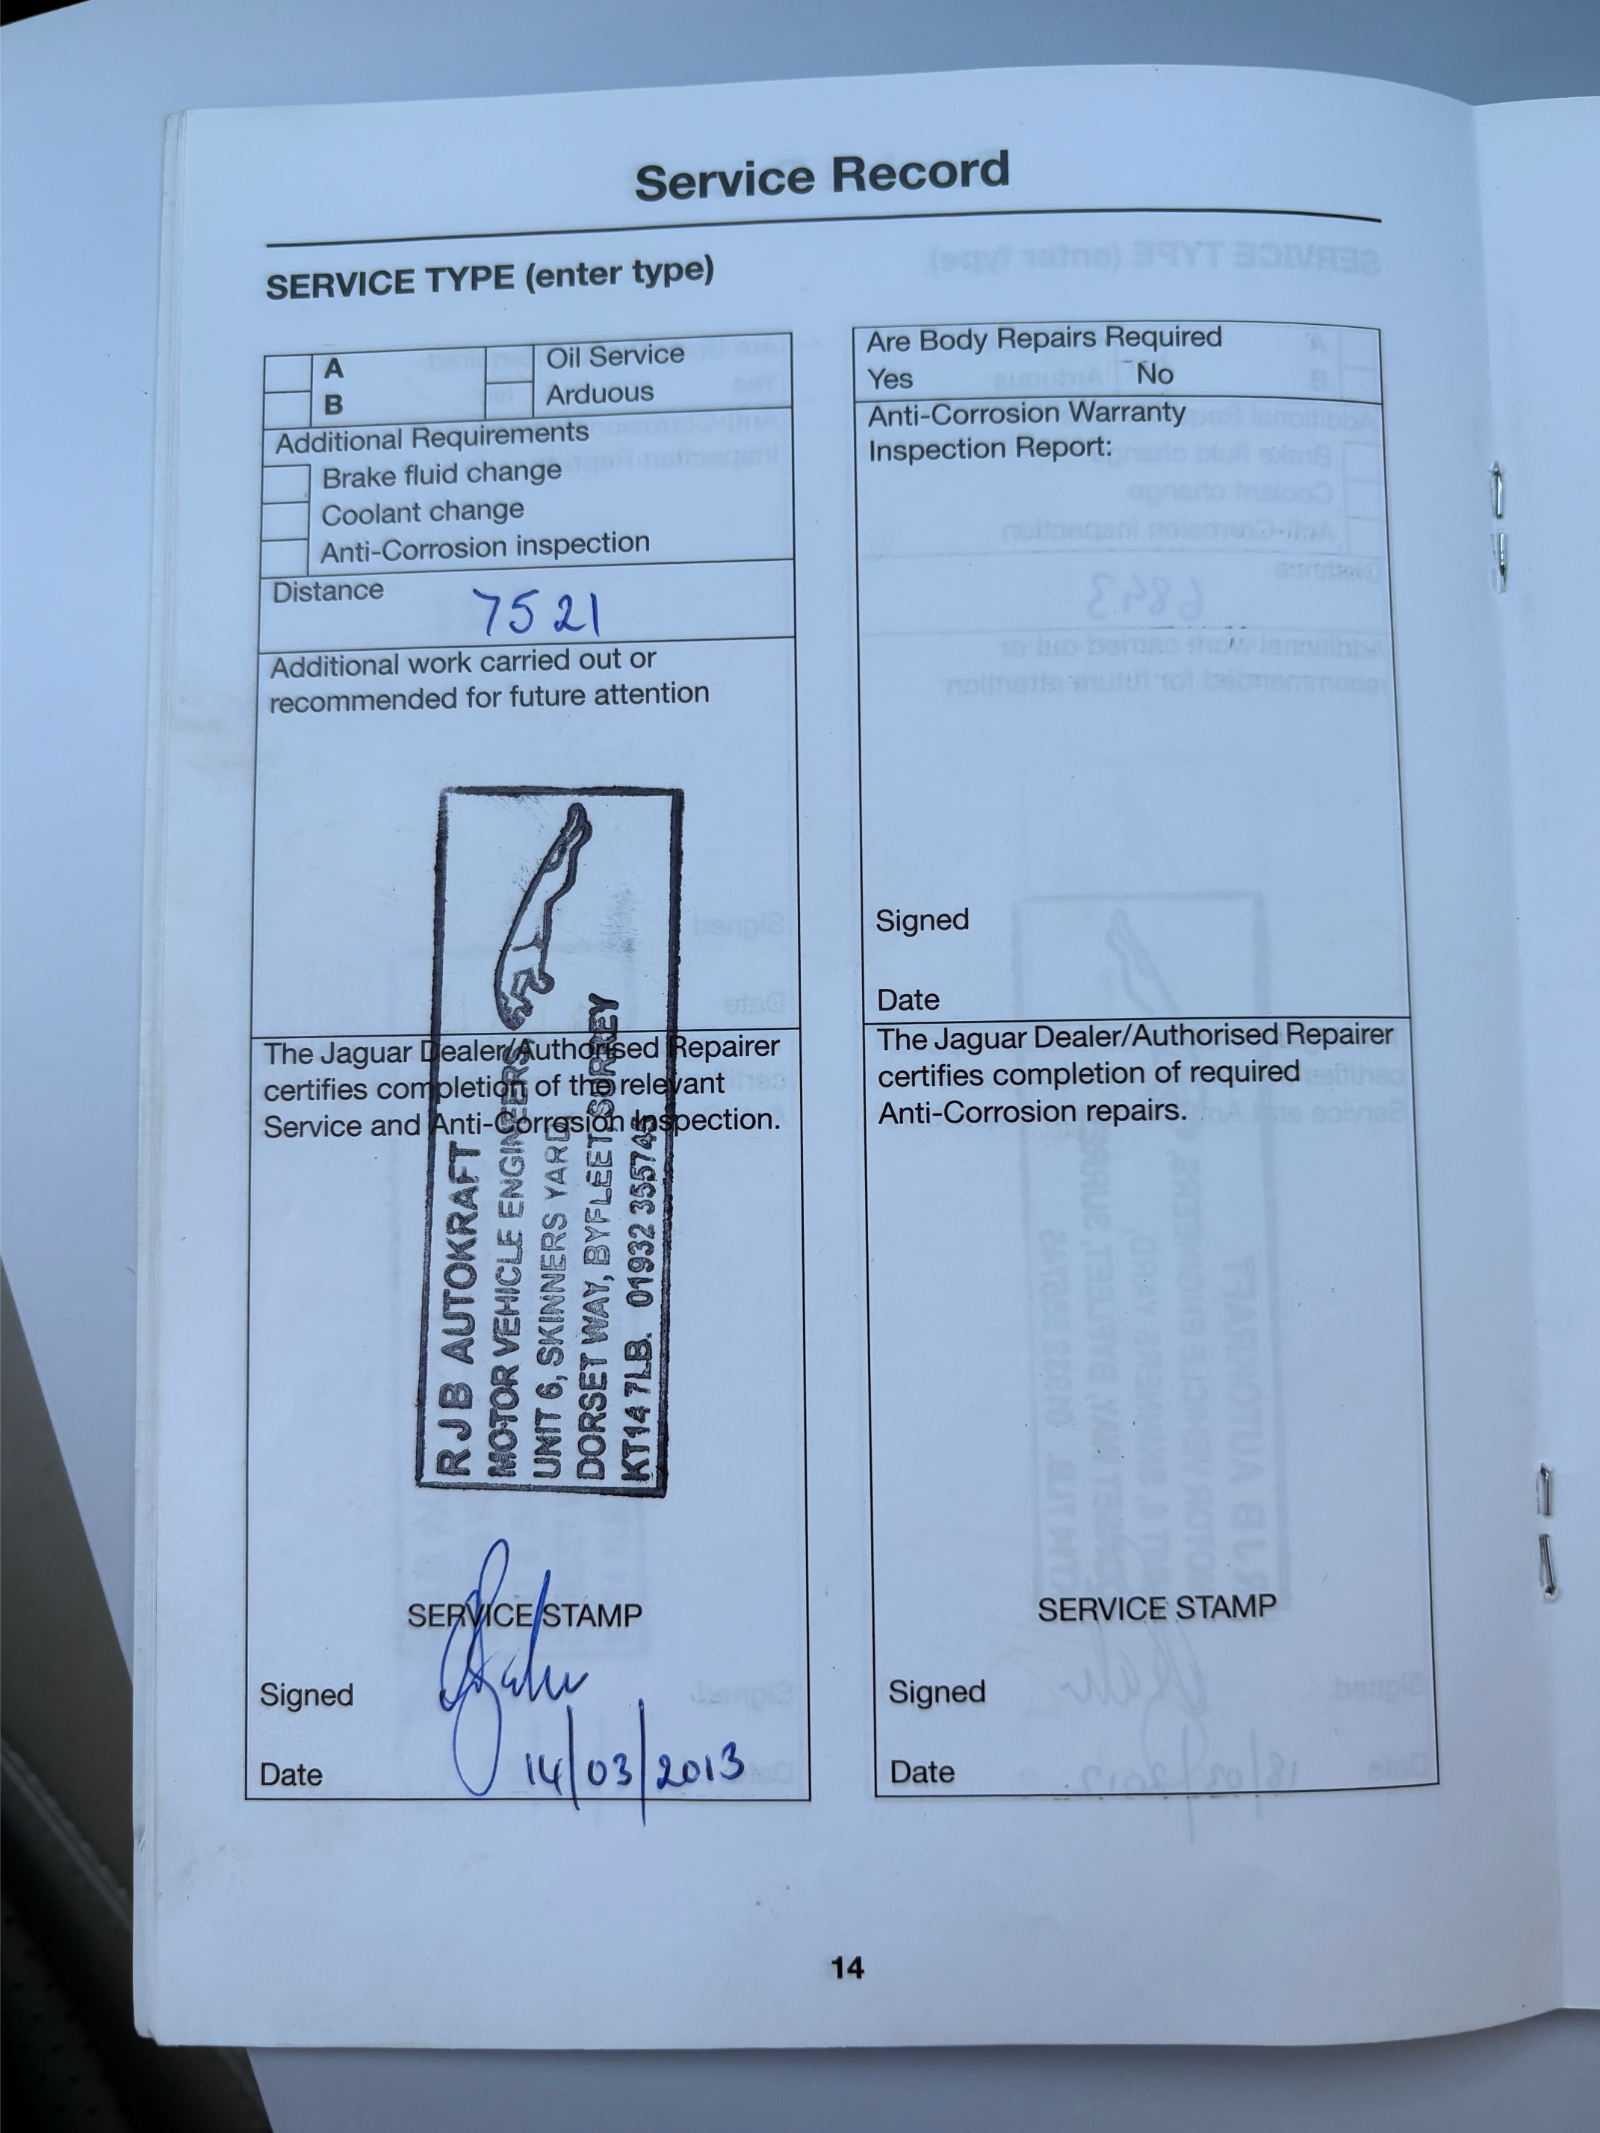 Service Record
SERVICE TYPE (enter type)
A
Oil Service
B
Arduous
Additional Requirements
Brake fluid change
Coolant change
Anti-Corrosion inspection
Distance
7521
Additional work carried out or
recommended for future attention
The Jaguar Dealer/Authorised Repairer
certifies completion of the relevant
Service and Anti-Corrosion Inspection.
RJB AUTOKRAFT
MOTOR VEHICLE ENGINEERS
UNIT 6, SKINNERS YARD
DORSET WAY, BYFLEET SURREY
KT14 7LB. 01932 355745
SERVICE STAMP
Signed
Date
14/03/2013
Are Body Repairs Required
Yes No
Anti-Corrosion Warranty
Inspection Report:
Signed
Date
The Jaguar Dealer/Authorised Repairer
certifies completion of required
Anti-Corrosion repairs.
SERVICE STAMP
Signed
Date
14